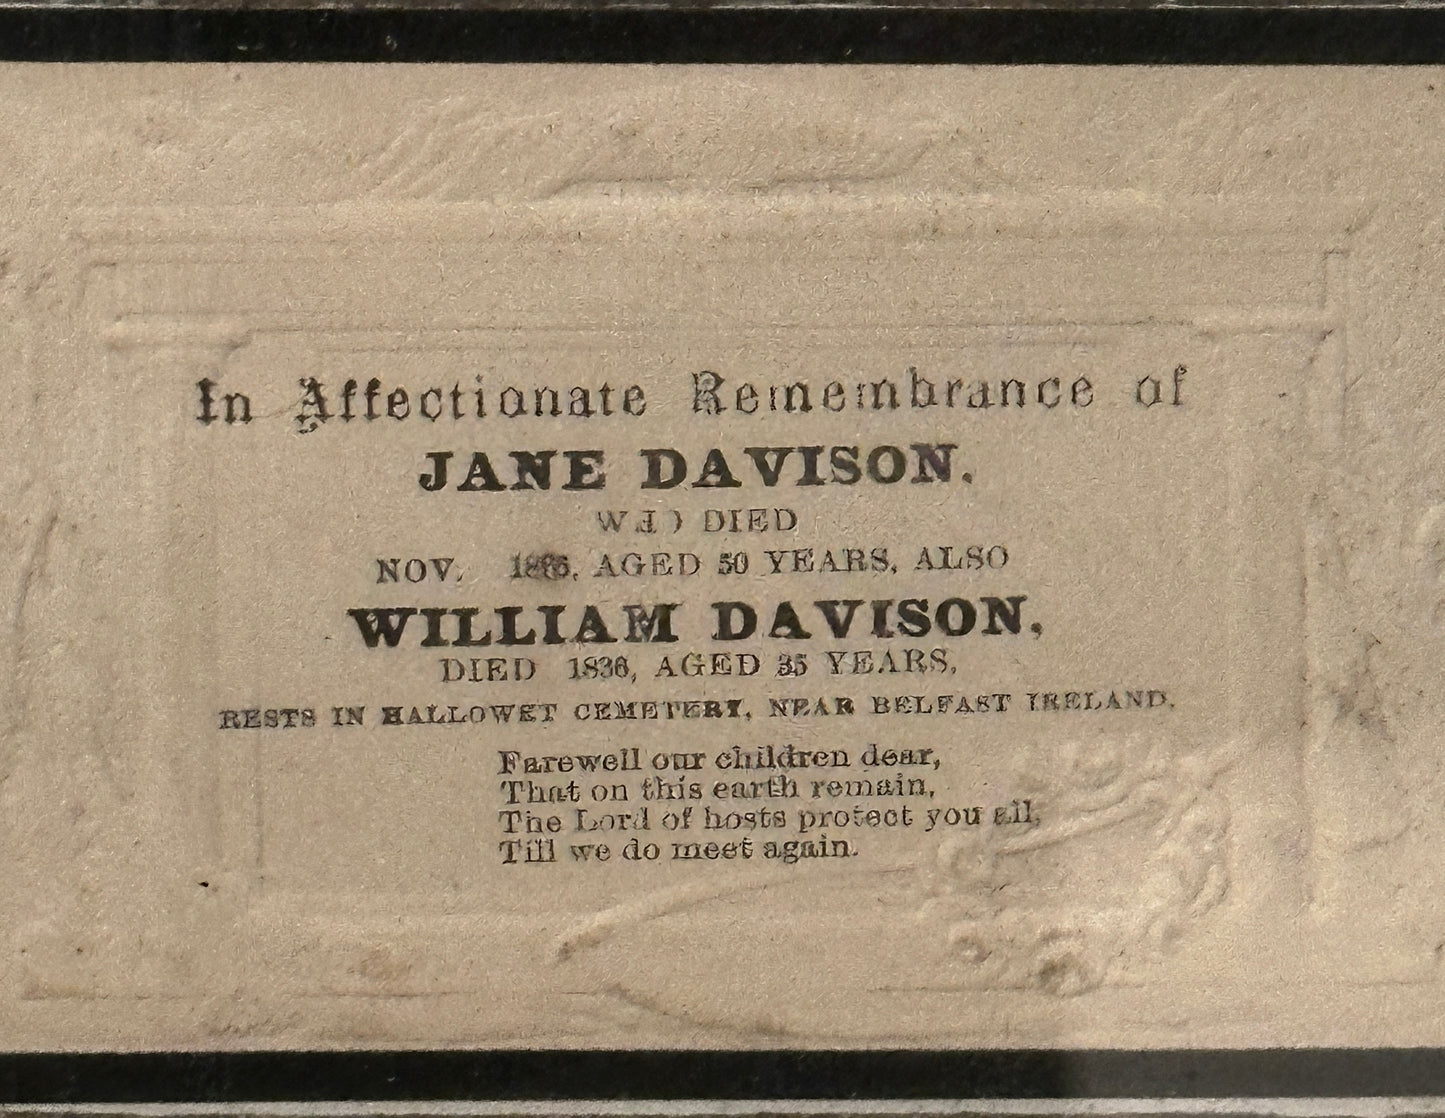 In Affectionate Remembrance of
JANE DAVISON.
WHO DIED
NOV. AGED 50 YEARS, ALSO
WILLIAM DAVISON,
DIED 1836, AGED 35 YEARS,
RESTS IN HALLOWET CEMETERY, NEAR BELFAST IRELAND.
Farewell our children dear,
That on this earth remain,
The Lord of hosts protect you all,
Till we do meet again.